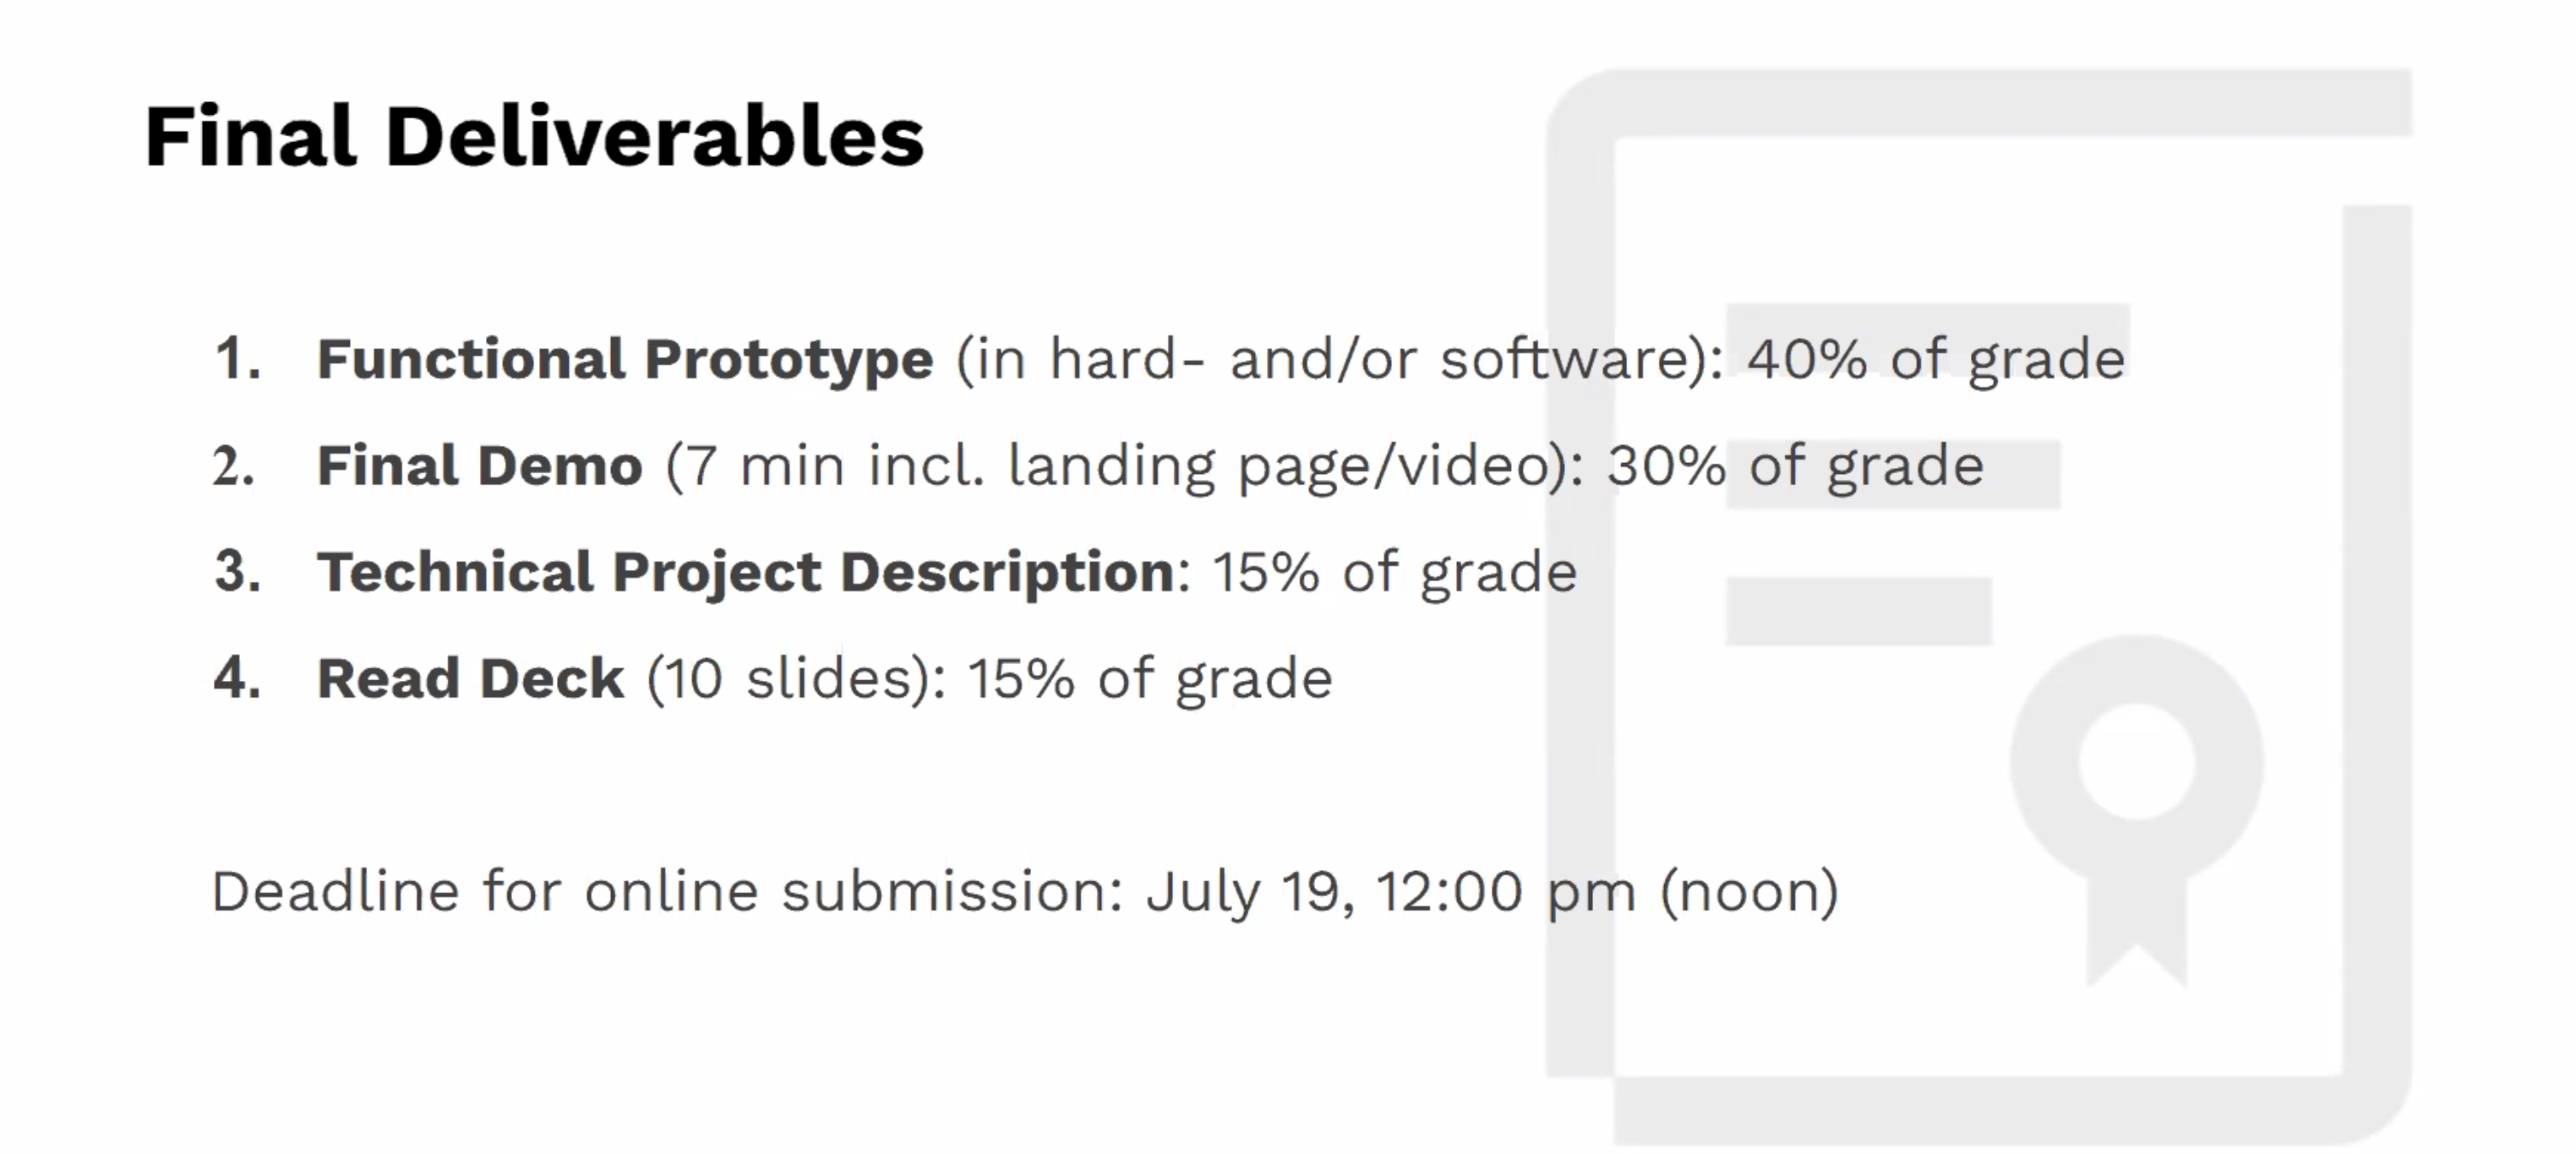 Final Deliverables
1. Functional Prototype (in hard- and/or software): 40% of grade
2. Final Demo (7 min incl. landing page/video): 30% of grade
3. Technical Project Description: 15% of grade
4. Read Deck (10 slides): 15% of grade
Deadline for online submission: July 19, 12:00 pm (noon)